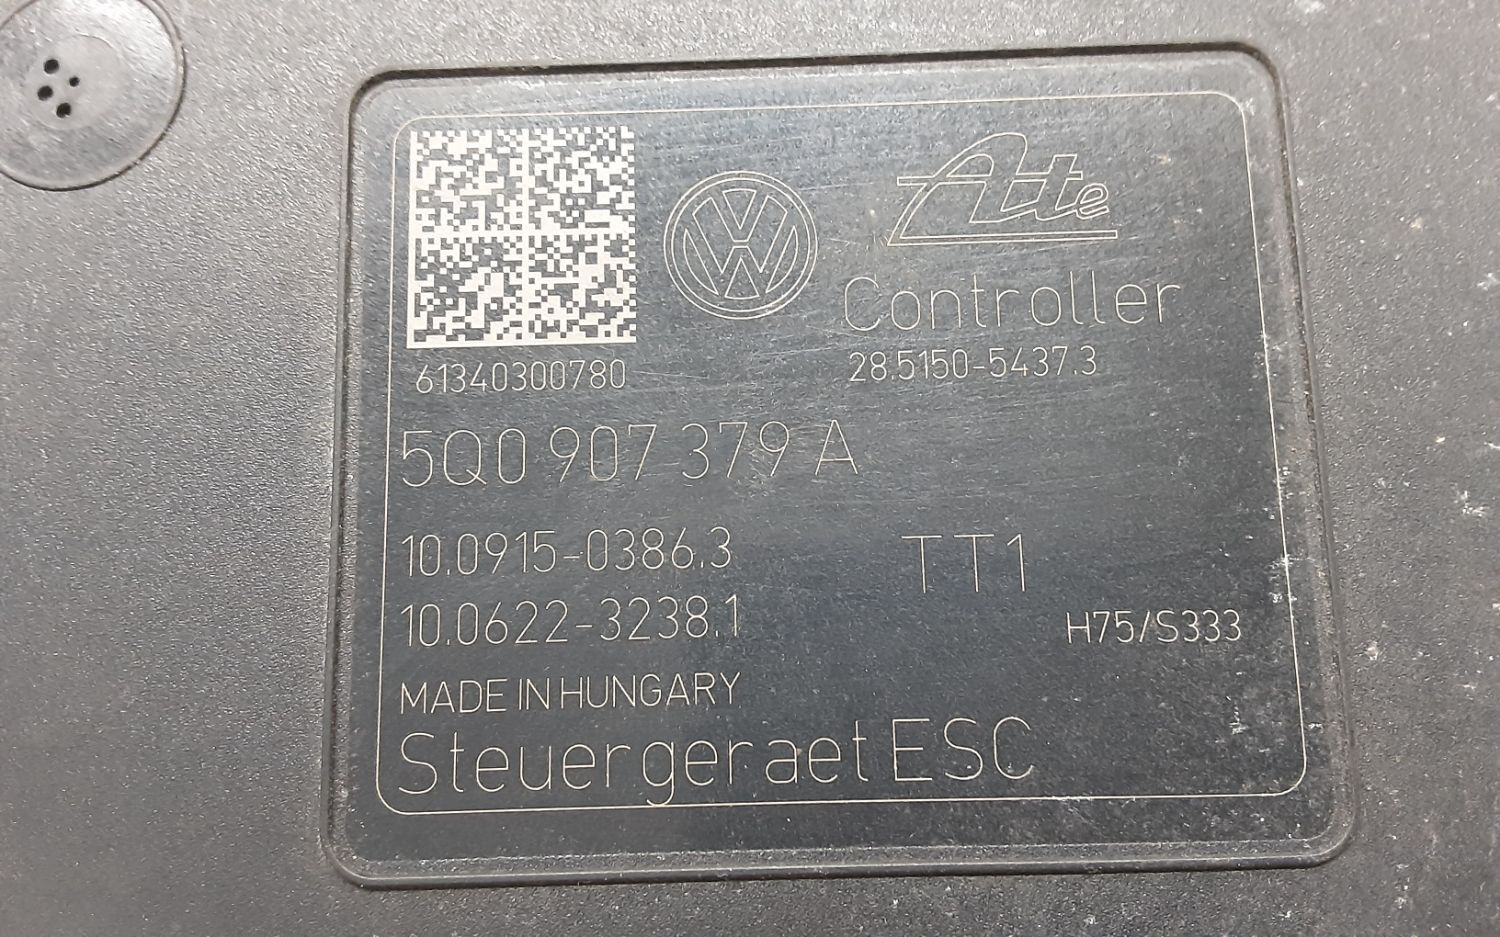 Ate
Controller
28.5150-5437.3
61340300780
5Q0 907 379 A
10.0915-0386.3
TT1
10.0622-3238.1
H75/S333
MADE IN HUNGARY
Steuergeraet ESC